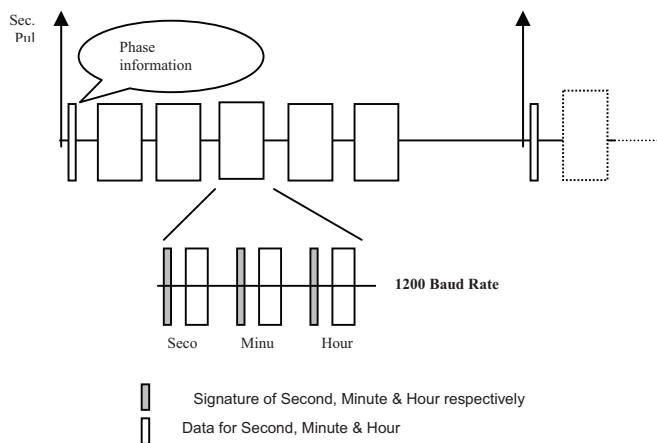 Sec.
Pul
Phase
information
1200 Baud Rate
Seco Minu Hour
Signature of Second, Minute & Hour respectively
Data for Second, Minute & Hour